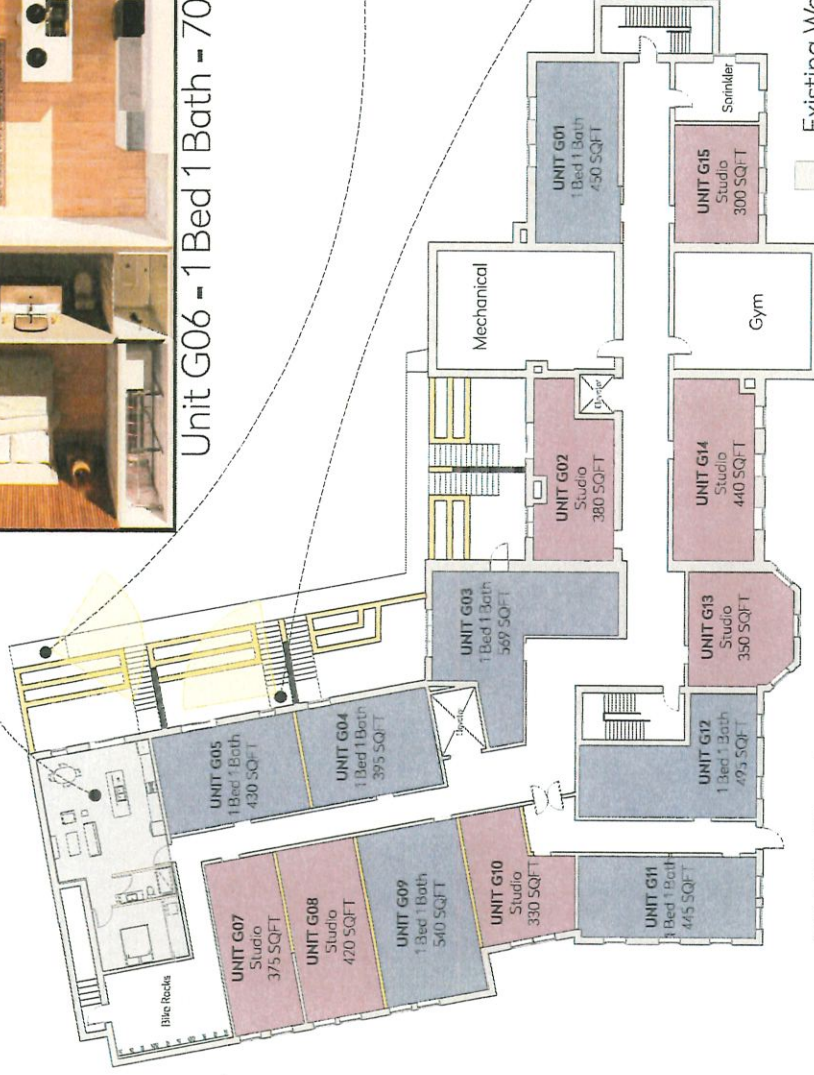 Unit G06 - 1 Bed 1 Bath - 70
UNIT G01
1 Bed 1 Bath
450 SQFT
Mechanical
Sprinkler
UNIT G15
Studio
300 SQFT
Gym
Elevator
UNIT G02
Studio
380 SQFT
UNIT G14
Studio
440 SQFT
UNIT G03
1 Bed 1 Bath
569 SQFT
UNIT G13
Studio
350 SQFT
Elevator
UNIT G04
1 Bed 1 Bath
395 SQFT
UNIT G05
1 Bed 1 Bath
430 SQFT
UNIT G12
1 Bed 1 Bath
495 SQFT
UNIT G07
Studio
375 SQFT
UNIT G08
Studio
420 SQFT
UNIT G09
1 Bed 1 Bath
540 SQFT
UNIT G10
Studio
330 SQFT
UNIT G11
1 Bed 1 Bath
445 SQFT
Bike Racks
Existing Wa